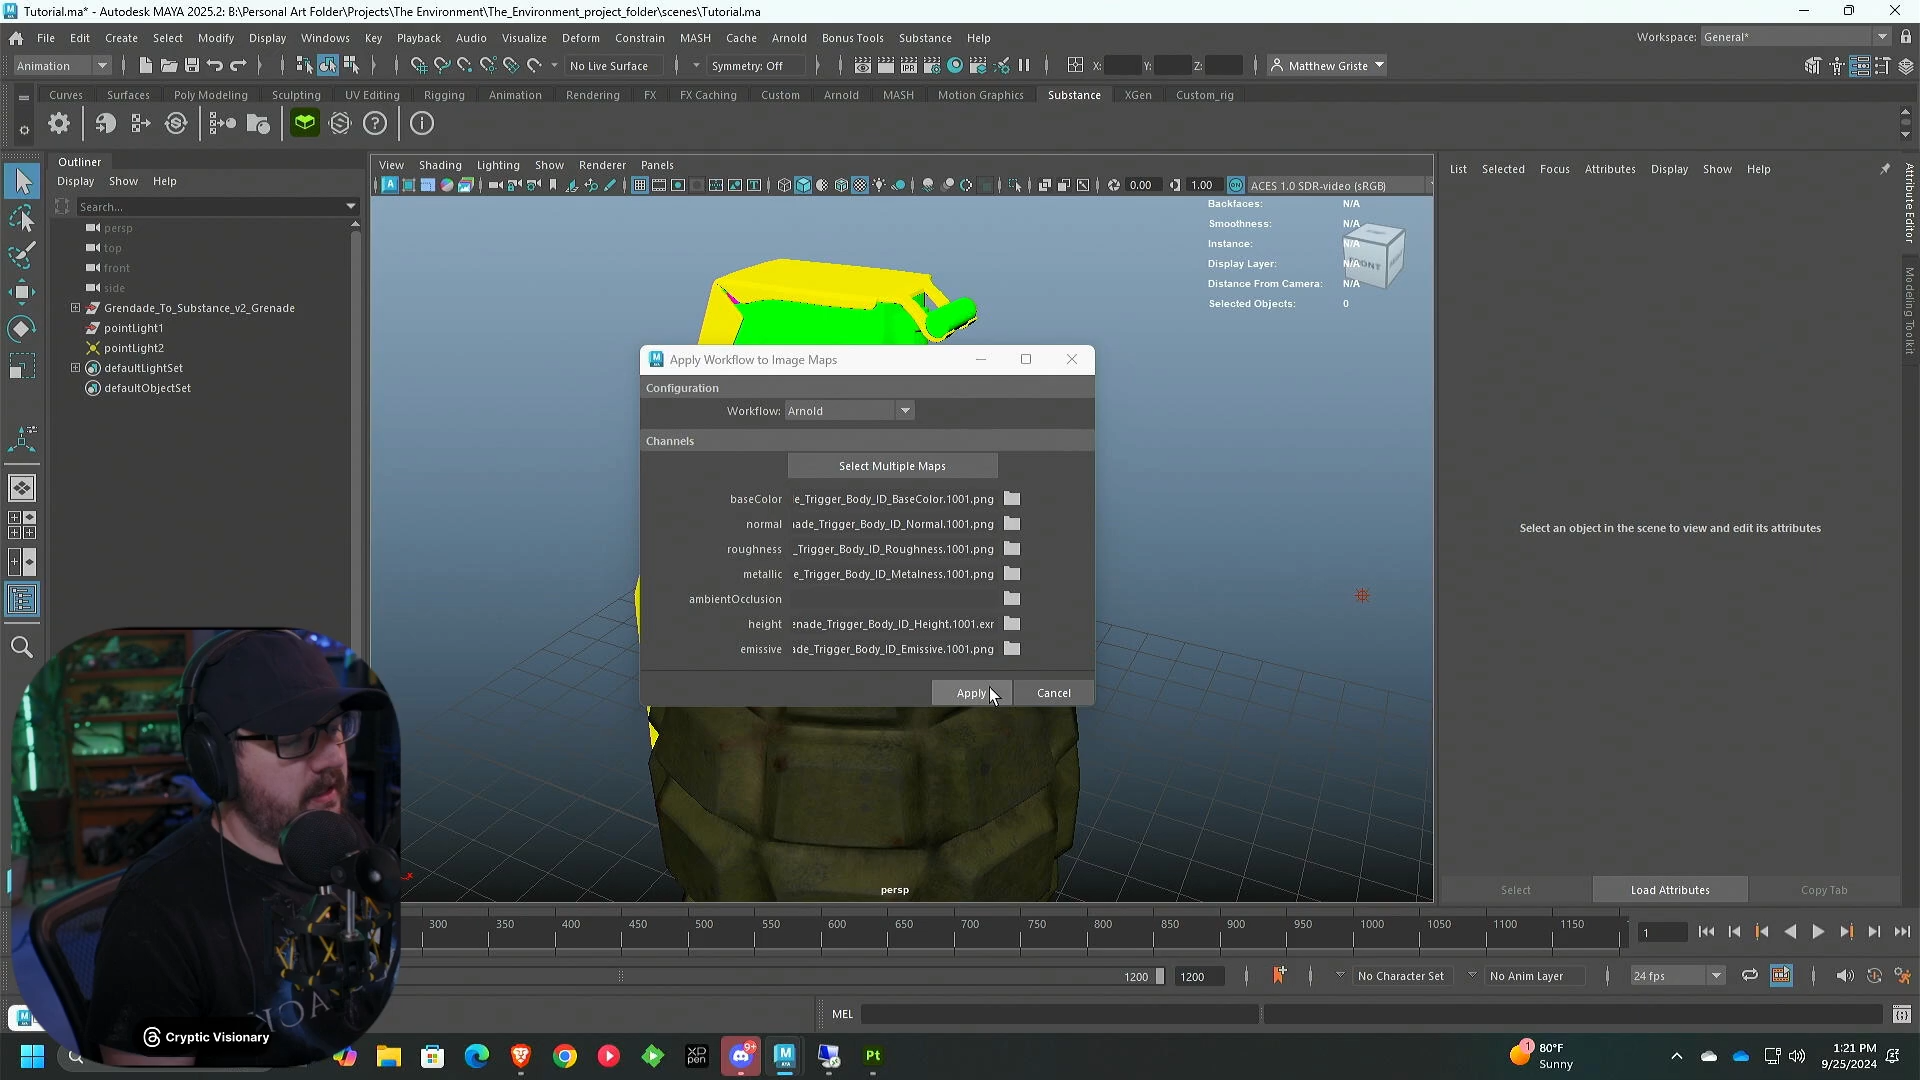 Tutorial.ma* - Autodesk MAYA 2025.2: B:\Personal Art Folder\Projects\The Environment\The_Environment_project_folder\scenes\Tutorial.ma
File Edit Create Select Modify Display Windows Key Playback Audio Visualize Deform Constrain MASH Cache Arnold Bonus Tools Substance Help
Workspace: General*
Animation
No Live Surface
Symmetry: Off
X: Y: Z:
Matthew Griste
Curves Surfaces Poly Modeling Sculpting UV Editing Rigging Animation Rendering FX FX Caching Custom Arnold MASH Motion Graphics Substance XGen Custom_rig
Outliner
Display Show Help
Search...
persp
top
front
side
Grendade_To_Substance_v2_Grenade
pointLight1
pointLight2
defaultLightSet
defaultObjectSet
View Shading Lighting Show Renderer Panels
0.00
1.00
ACES 1.0 SDR-video (sRGB)
Backfaces: N/A
Smoothness: N/A
Instance: N/A
Display Layer: N/A
Distance From Camera: N/A
Selected Objects: 0
Apply Workflow to Image Maps
Configuration
Workflow: Arnold
Channels
Select Multiple Maps
baseColor e_Trigger_Body_ID_BaseColor.1001.png
normal ade_Trigger_Body_ID_Normal.1001.png
roughness _Trigger_Body_ID_Roughness.1001.png
metallic e_Trigger_Body_ID_Metalness.1001.png
ambientOcclusion
height enade_Trigger_Body_ID_Height.1001.exr
emissive ade_Trigger_Body_ID_Emissive.1001.png
Apply
Cancel
persp
List Selected Focus Attributes Display Show Help
Select an object in the scene to view and edit its attributes
Attribute Editor
Modeling Toolkit
Select
Load Attributes
Copy Tab
300 350 400 450 500 550 600 650 700 750 800 850 900 950 1000 1050 1100 1150
1
1200
1200
No Character Set
No Anim Layer
24 fps
MEL
Cryptic Visionary
XP
PEN
9+
Pt
1
80°F
Sunny
1:21 PM
9/25/2024